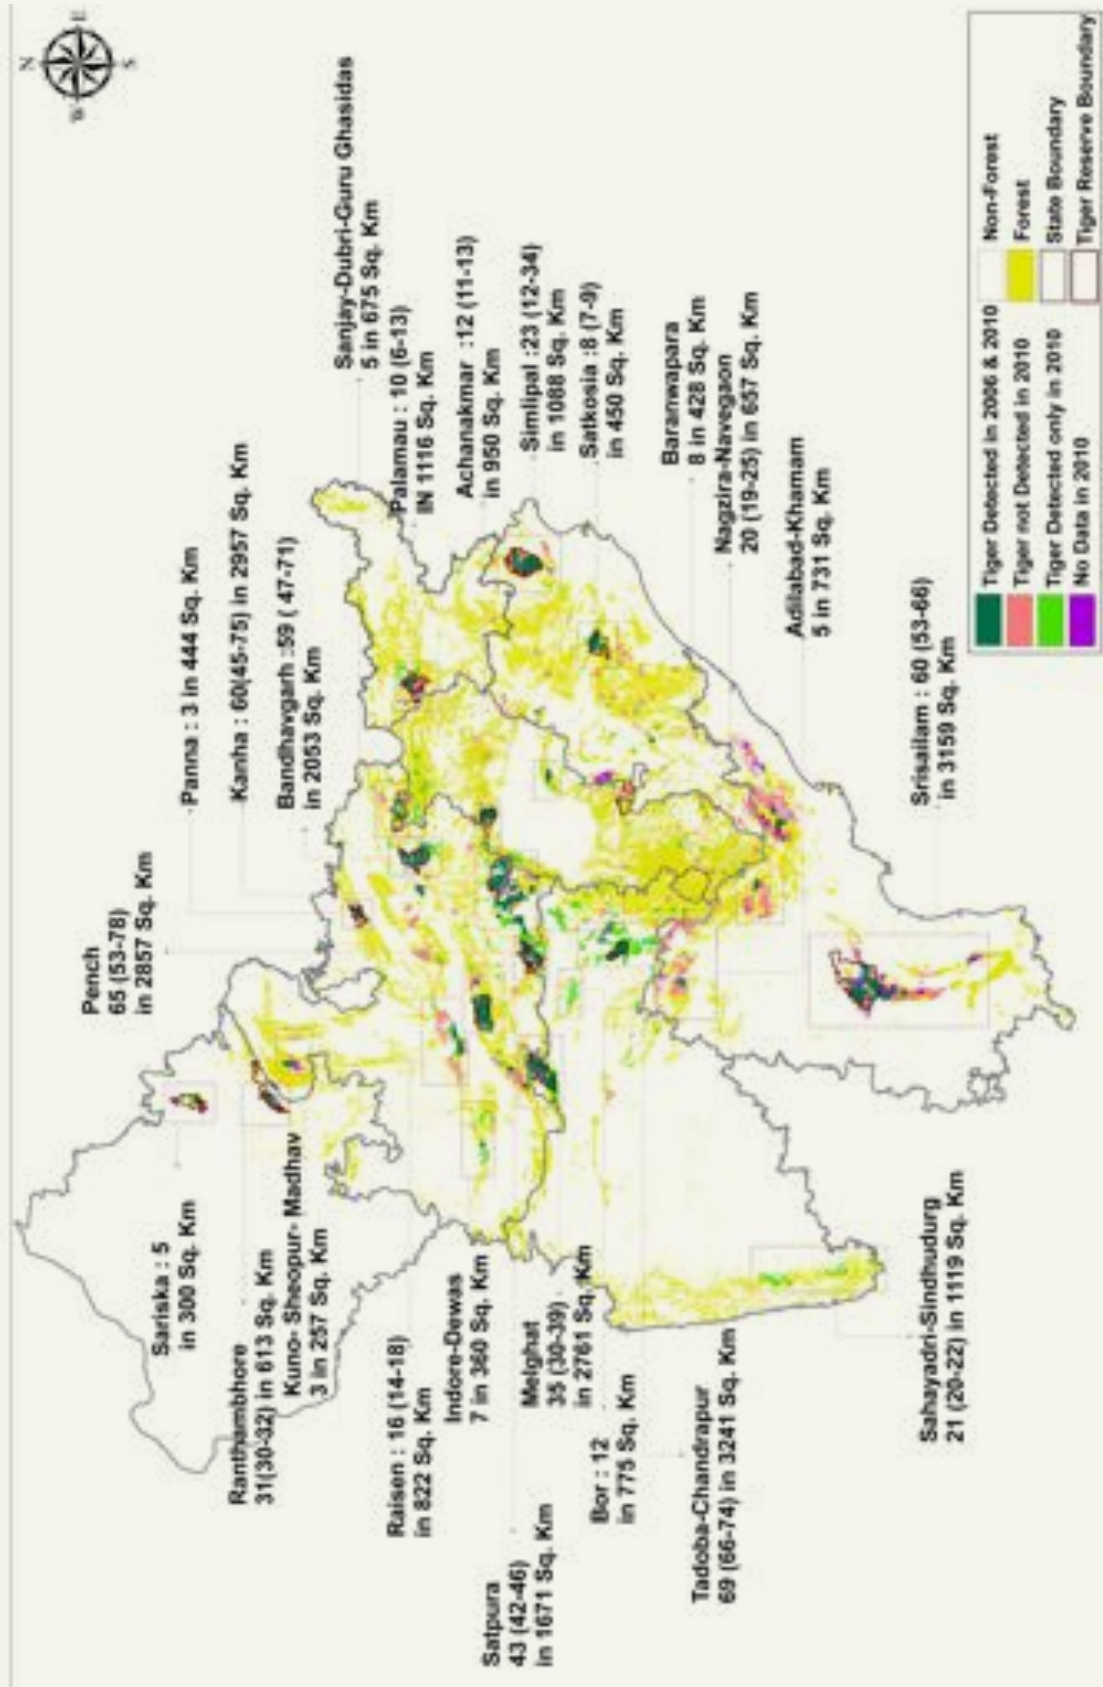 N
E
W
S
Pench
65 (53-78)
in 2857 Sq. Km
Panna : 3 in 444 Sq. Km
Kanha : 60(45-75) in 2957 Sq. Km
Bandhavgarh :59 ( 47-71)
in 2053 Sq. Km
Sanjay-Dubri-Guru Ghasidas
5 in 675 Sq. Km
Palamau : 10 (6-13)
IN 1116 Sq. Km
Achanakmar :12 (11-13)
in 950 Sq. Km
Simlipal :23 (12-34)
in 1088 Sq. Km
Satkosia :8 (7-9)
in 450 Sq. Km
Baranwapara
8 in 428 Sq. Km
Nagzira-Navegaon
20 (19-25) in 657 Sq. Km
Adilabad-Khamam
5 in 731 Sq. Km
Srisailam : 60 (53-66)
in 3159 Sq. Km
Sariska : 5
in 300 Sq. Km
Ranthambhore
31(30-32) in 613 Sq. Km
Kuno- Sheopur- Madhav
3 in 257 Sq. Km
Raisen : 16 (14-18)
in 822 Sq. Km
Indore-Dewas
7 in 360 Sq. Km
Melghat
35 (30-39)
in 2761 Sq. Km
Satpura
43 (42-46)
in 1671 Sq. Km
Bor : 12
in 775 Sq. Km
Tadoba-Chandrapur
69 (66-74) in 3241 Sq. Km
Sahayadri-Sindhudurg
21 (20-22) in 1119 Sq. Km
Tiger Detected in 2006 & 2010
Tiger not Detected in 2010
Tiger Detected only in 2010
No Data in 2010
Non-Forest
Forest
State Boundary
Tiger Reserve Boundary